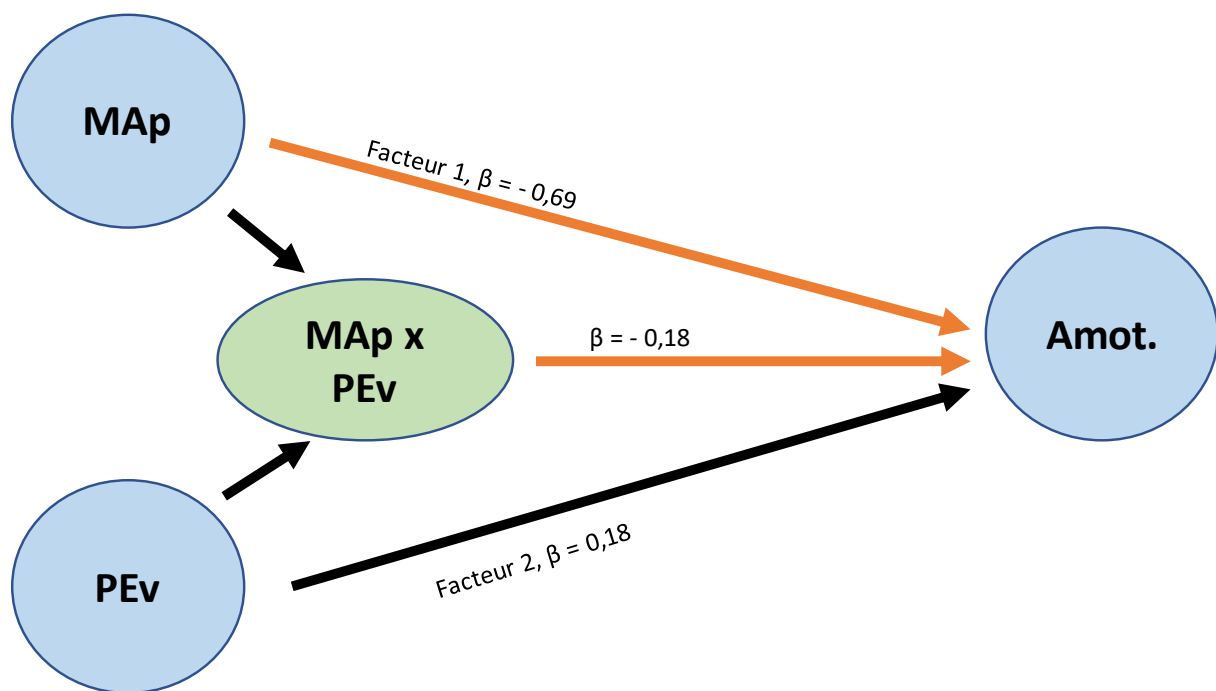 MAp
Facteur 1, β = - 0,69
MAp x
PEv
β = - 0,18
Amot.
PEv
Facteur 2, β = 0,18